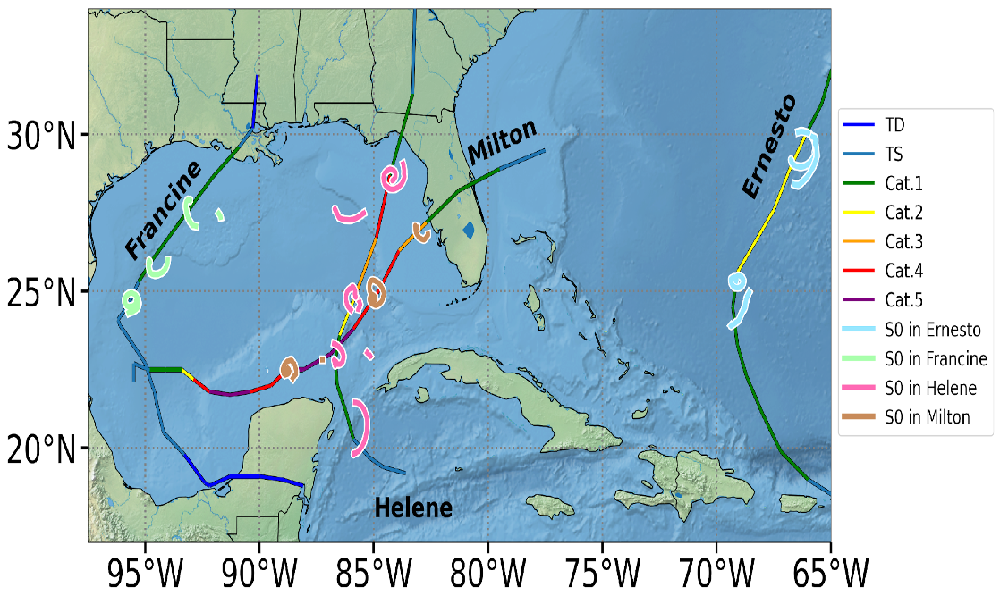 30°N
25°N
20°N
95°W
90°W
85°W
80°W
75°W
70°W
65°W
Francine
Milton
Ernesto
Helene
TD
TS
Cat.1
Cat.2
Cat.3
Cat.4
Cat.5
S0 in Ernesto
S0 in Francine
S0 in Helene
S0 in Milton